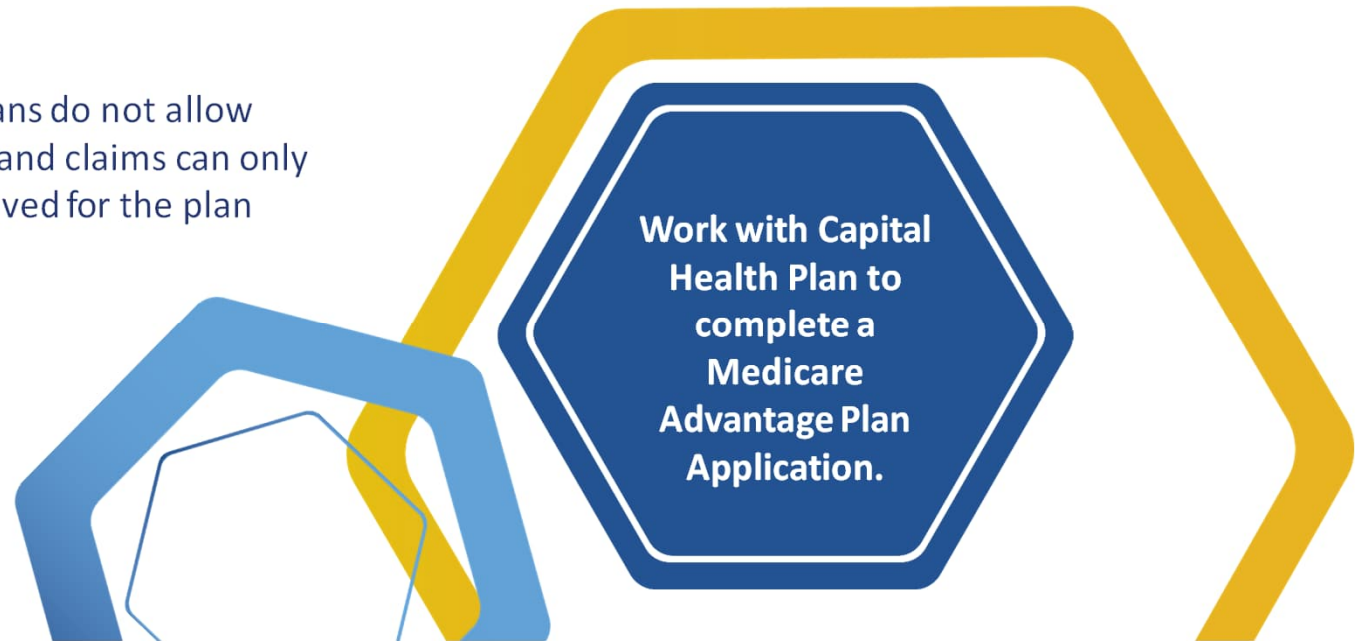 ans do not allow
and claims can only
ved for the plan
Work with Capital
Health Plan to
complete a
Medicare
Advantage Plan
Application.